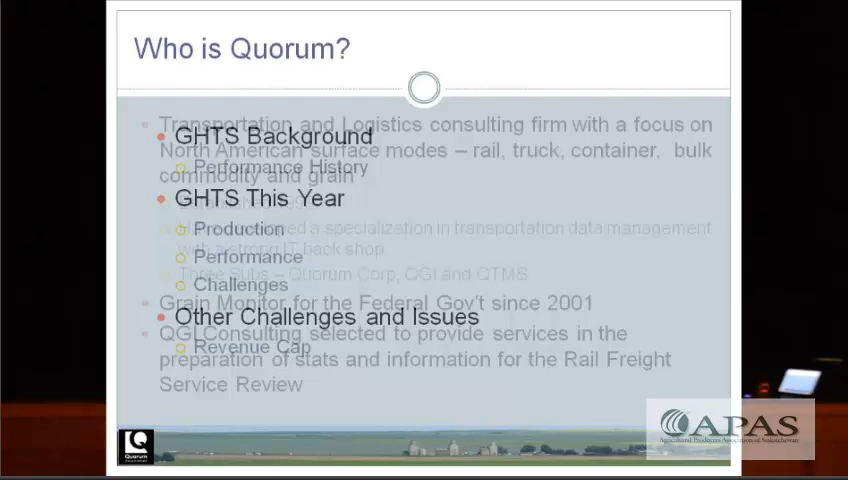 Who is Quorum?
Transportation and Logistics consulting firm with a focus on
GHTS Background
North American surface modes – rail, truck, container, bulk
Performance History
commodity and grain
GHTS This Year
Production
developed a specialization in transportation data management
with a strong IT back shop
Performance
Three Subs – Quorum Corp, QGI and QTMS
Challenges
Grain Monitor for the Federal Gov't since 2001
Other Challenges and Issues
QGI Consulting selected to provide services in the
Revenue Cap
preparation of stats and information for the Rail Freight
Service Review
Quorum
APAS
Agricultural Producers Association of Saskatchewan